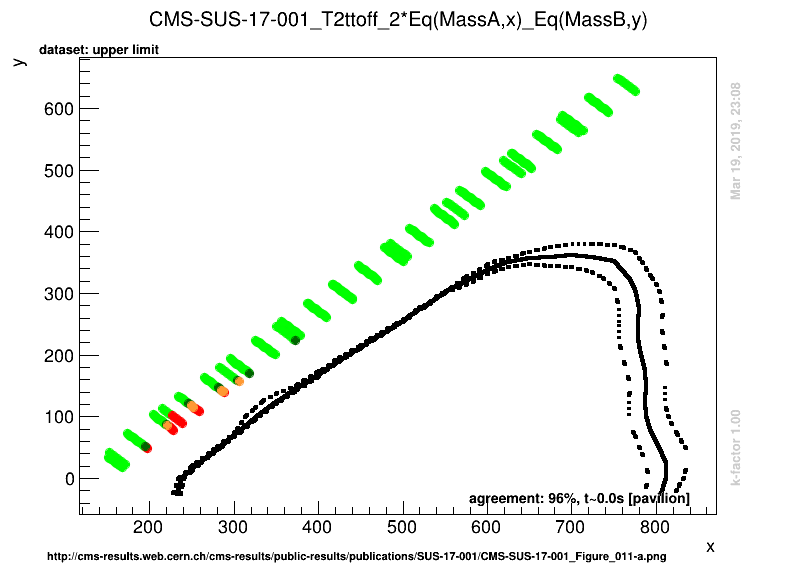 CMS-SUS-17-001_T2ttoff_2*Eq(MassA,x)_Eq(MassB,y)
dataset: upper limit
y
600
500
400
300
200
100
0
200 300 400 500 600 700 800
x
agreement: 96%, t~0.0s [pavilion]
Mar 19, 2019, 23:08
k-factor 1.00
http://cms-results.web.cern.ch/cms-results/public-results/publications/SUS-17-001/CMS-SUS-17-001_Figure_011-a.png